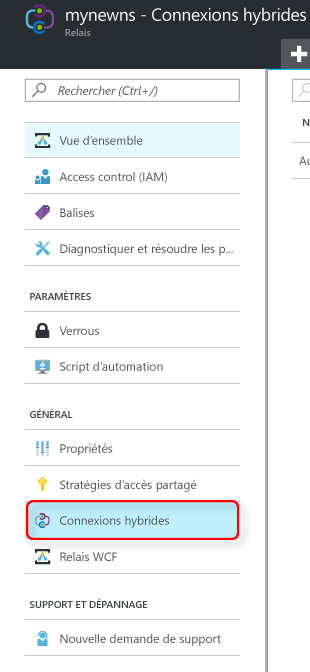 mynewns - Connexions hybrides
Relais
Rechercher (Ctrl+/)
Vue d'ensemble
Access control (IAM)
Balises
Diagnostiquer et résoudre les p...
PARAMÈTRES
Verrous
Script d'automation
GÉNÉRAL
Propriétés
Stratégies d'accès partagé
Connexions hybrides
Relais WCF
SUPPORT ET DÉPANNAGE
Nouvelle demande de support